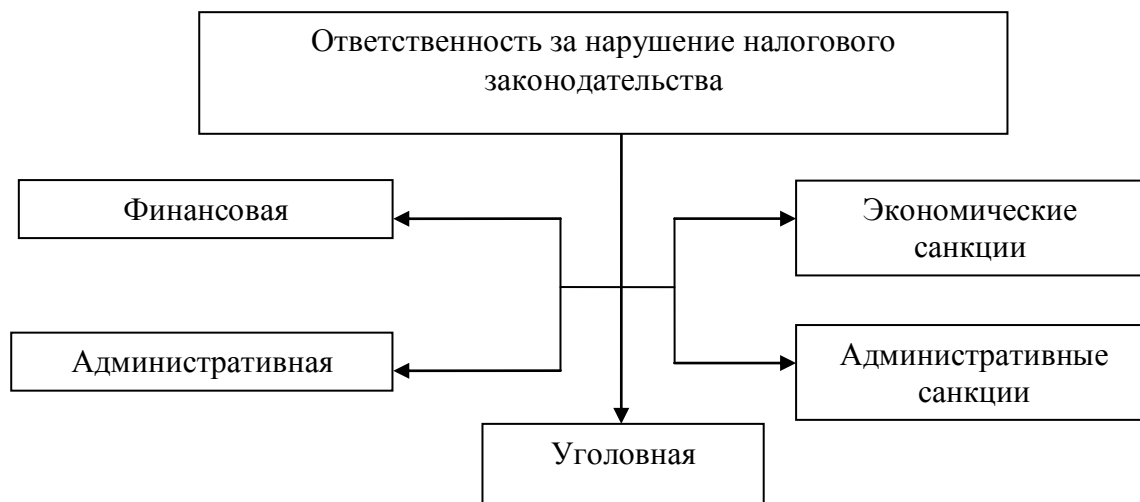 Ответственность за нарушение налогового
законодательства
Финансовая
Экономические
санкции
Административная
Административные
санкции
Уголовная